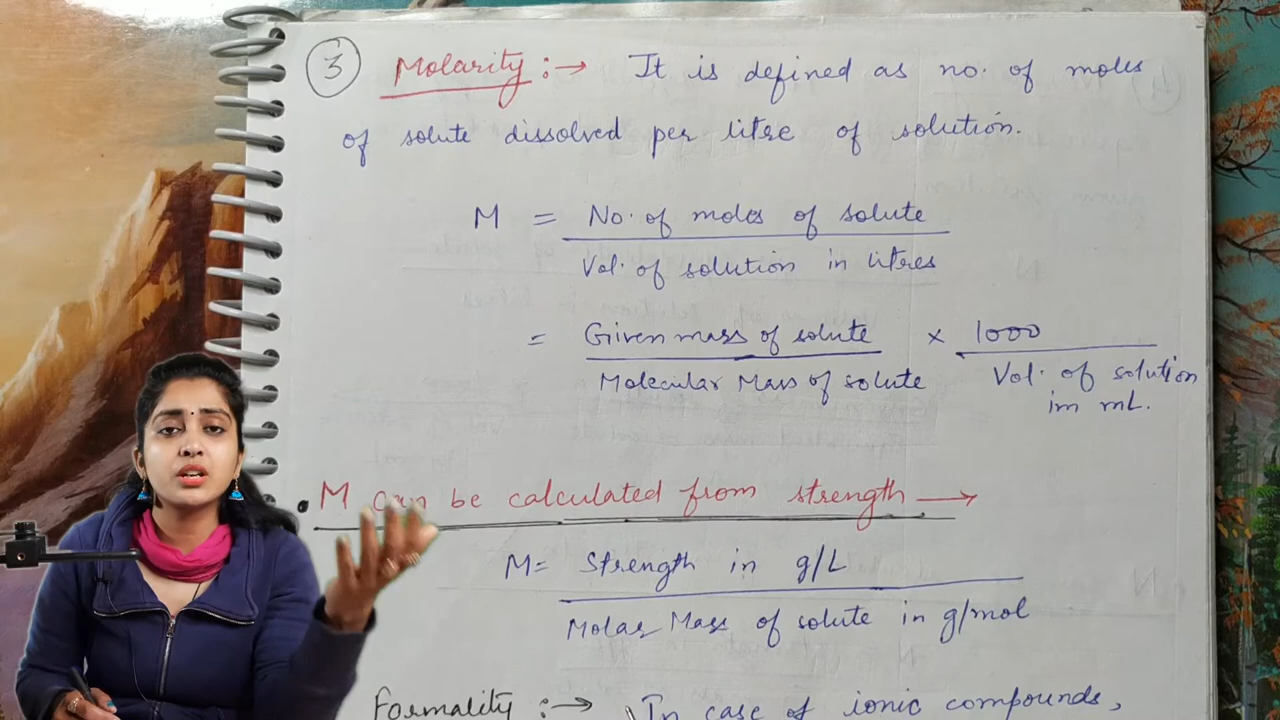 3 Molarity :→ It is defined as no. of moles
of solute dissolved per litre of solution.
M = No. of moles of solute
Vol. of solution in litres
= Given mass of solute × 1000
Molecular Mass of solute Vol. of solution
in mL.
• M can be calculated from strength →
M= Strength in g/L
Molar Mass of solute in g/mol
Formality :→ In case of ionic compounds,